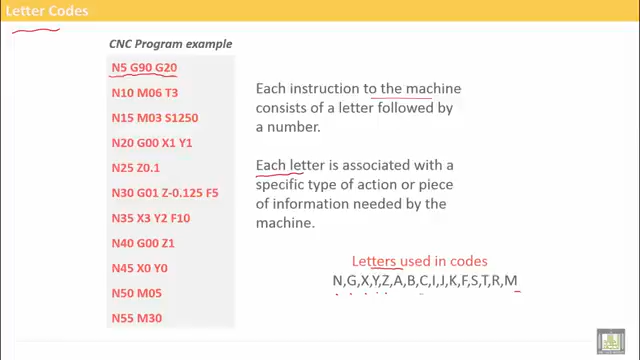 Letter Codes
CNC Program example
N5 G90 G20
N10 M06 T3
N15 M03 S1250
N20 G00 X1 Y1
N25 Z0.1
N30 G01 Z-0.125 F5
N35 X3 Y2 F10
N40 G00 Z1
N45 X0 Y0
N50 M05
N55 M30
Each instruction to the machine
consists of a letter followed by
a number.
Each letter is associated with a
specific type of action or piece
of information needed by the
machine.
Letters used in codes
N,G,X,Y,Z,A,B,C,I,J,K,F,S,T,R,M